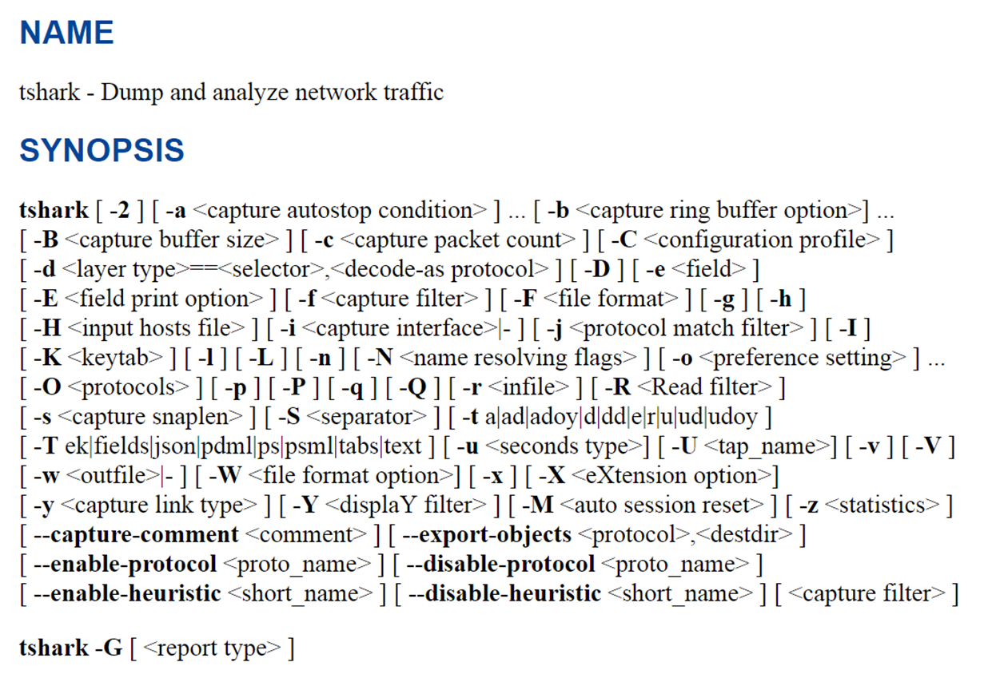 NAME
tshark - Dump and analyze network traffic
SYNOPSIS
tshark [ -2 ] [ -a <capture autostop condition> ] ... [ -b <capture ring buffer option>] ...
[ -B <capture buffer size> ] [ -c <capture packet count> ] [ -C <configuration profile> ]
[ -d <layer type>==<selector>,<decode-as protocol> ] [ -D ] [ -e <field> ]
[ -E <field print option> ] [ -f <capture filter> ] [ -F <file format> ] [ -g ] [ -h ]
[ -H <input hosts file> ] [ -i <capture interface>|- ] [ -j <protocol match filter> ] [ -I ]
[ -K <keytab> ] [ -l ] [ -L ] [ -n ] [ -N <name resolving flags> ] [ -o <preference setting> ] ...
[ -O <protocols> ] [ -p ] [ -P ] [ -q ] [ -Q ] [ -r <infile> ] [ -R <Read filter> ]
[ -s <capture snaplen> ] [ -S <separator> ] [ -t a|ad|adoy|d|dd|e|r|u|ud|udoy ]
[ -T ek|fields|json|pdml|ps|psml|tabs|text ] [ -u <seconds type>] [ -U <tap_name>] [ -v ] [ -V ]
[ -w <outfile>|- ] [ -W <file format option>] [ -x ] [ -X <eXtension option>]
[ -y <capture link type> ] [ -Y <displaY filter> ] [ -M <auto session reset> ] [ -z <statistics> ]
[ --capture-comment <comment> ] [ --export-objects <protocol>,<destdir> ]
[ --enable-protocol <proto_name> ] [ --disable-protocol <proto_name> ]
[ --enable-heuristic <short_name> ] [ --disable-heuristic <short_name> ] [ <capture filter> ]
tshark -G [ <report type> ]